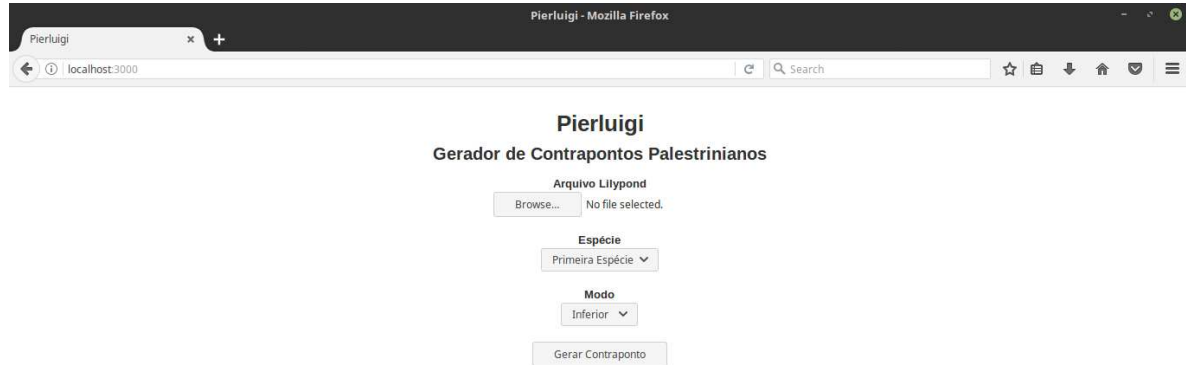 Pierluigi - Mozilla Firefox
Pierluigi
localhost:3000
Search
Pierluigi
Gerador de Contrapontos Palestrinianos
Arquivo Lilypond
Browse... No file selected.
Espécie
Primeira Espécie
Modo
Inferior
Gerar Contraponto